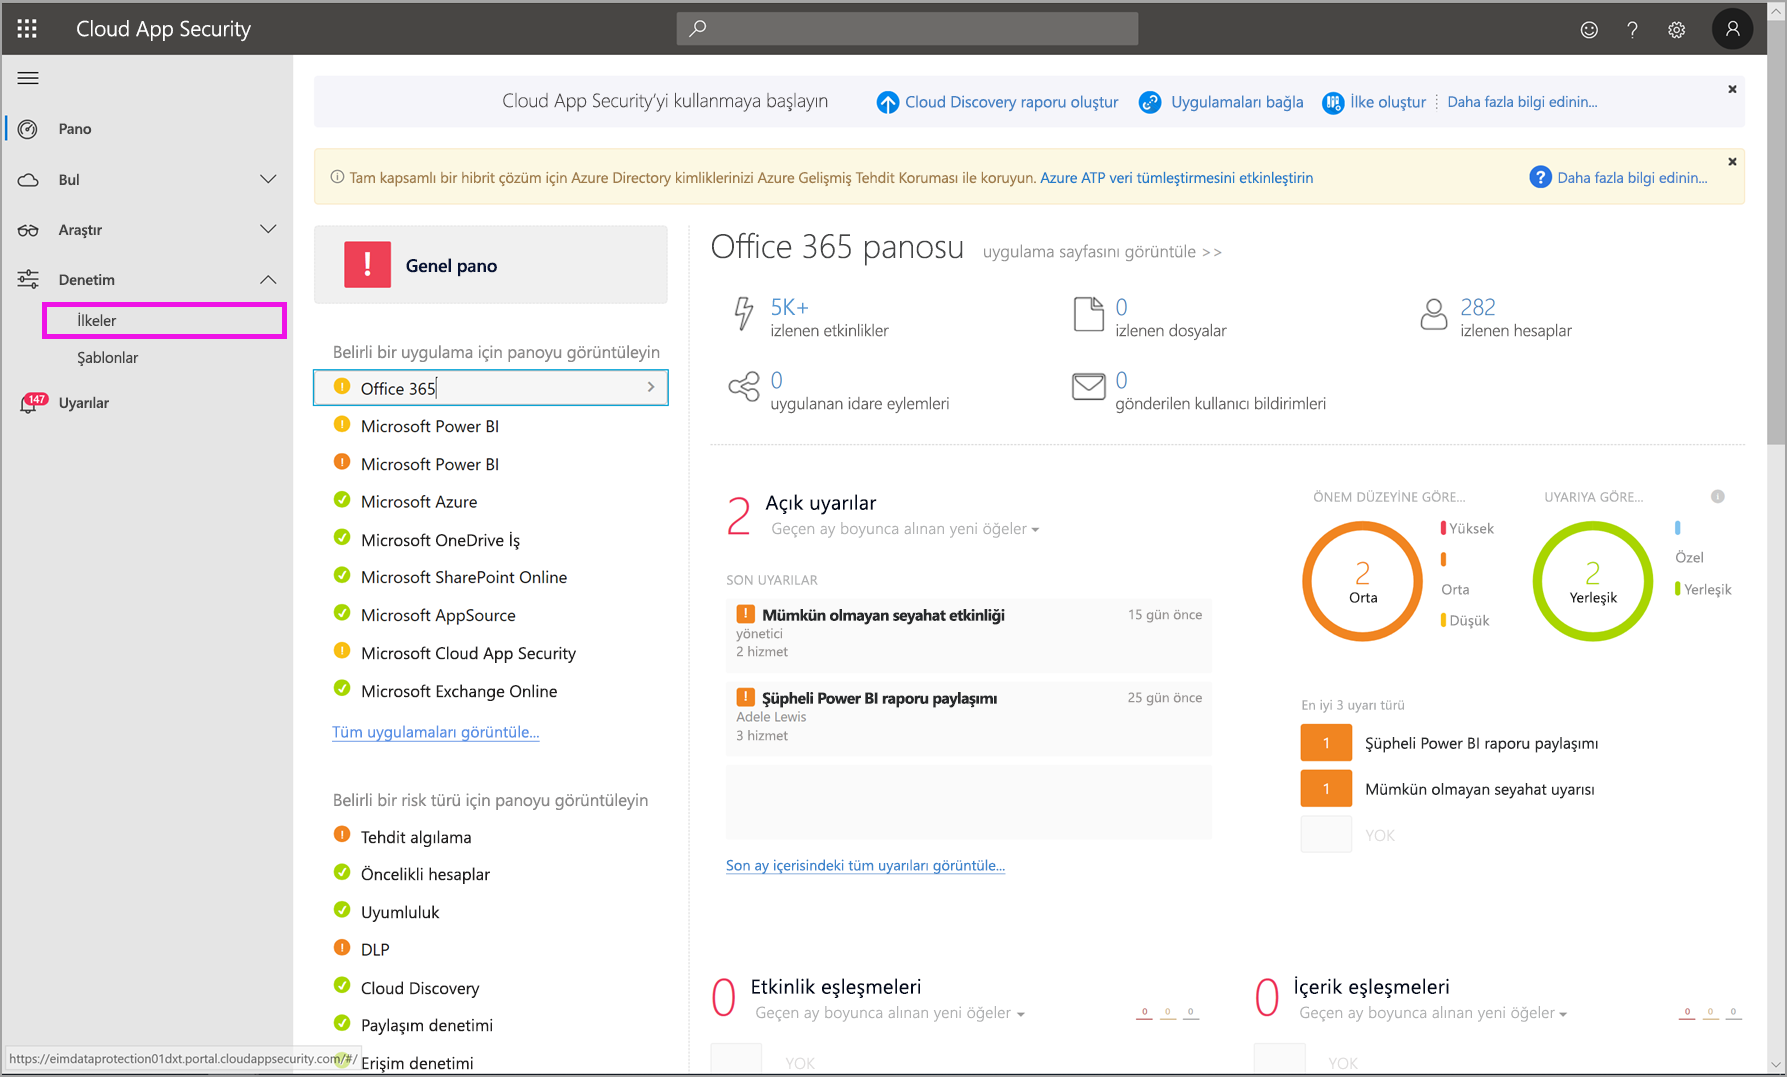 Cloud App Security
Cloud App Security'yi kullanmaya başlayın
Cloud Discovery raporu oluştur
Uygulamaları bağla
İlke oluştur
Daha fazla bilgi edinin...
Tam kapsamlı bir hibrit çözüm için Azure Directory kimliklerinizi Azure Gelişmiş Tehdit Koruması ile koruyun. Azure ATP veri tümleştirmesini etkinleştirin
Daha fazla bilgi edinin...
Pano
Bul
Araştır
Denetim
İlkeler
Şablonlar
147
Uyarılar
Genel pano
Belirli bir uygulama için panoyu görüntüleyin
Office 365
Microsoft Power BI
Microsoft Power BI
Microsoft Azure
Microsoft OneDrive İş
Microsoft SharePoint Online
Microsoft AppSource
Microsoft Cloud App Security
Microsoft Exchange Online
Tüm uygulamaları görüntüle...
Belirli bir risk türü için panoyu görüntüleyin
Tehdit algılama
Öncelikli hesaplar
Uyumluluk
DLP
Cloud Discovery
Paylaşım denetimi
Erişim denetimi
https://eimdataprotection01dxt.portal.cloudappsecurity.com/#/
Office 365 panosu
uygulama sayfasını görüntüle >>
5K+
izlenen etkinlikler
0
izlenen dosyalar
282
izlenen hesaplar
0
uygulanan idare eylemleri
0
gönderilen kullanıcı bildirimleri
2
Açık uyarılar
Geçen ay boyunca alınan yeni öğeler
SON UYARILAR
Mümkün olmayan seyahat etkinliği
15 gün önce
yönetici
2 hizmet
Şüpheli Power BI raporu paylaşımı
25 gün önce
Adele Lewis
3 hizmet
Son ay içerisindeki tüm uyarıları görüntüle...
ÖNEM DÜZEYİNE GÖRE...
2
Orta
Yüksek
Orta
Düşük
UYARIYA GÖRE...
2
Yerleşik
Özel
Yerleşik
En iyi 3 uyarı türü
1
Şüpheli Power BI raporu paylaşımı
1
Mümkün olmayan seyahat uyarısı
YOK
0
Etkinlik eşleşmeleri
Geçen ay boyunca alınan yeni öğeler
0 0 0
YOK
0
İçerik eşleşmeleri
Geçen ay boyunca alınan yeni öğeler
0 0 0
YOK